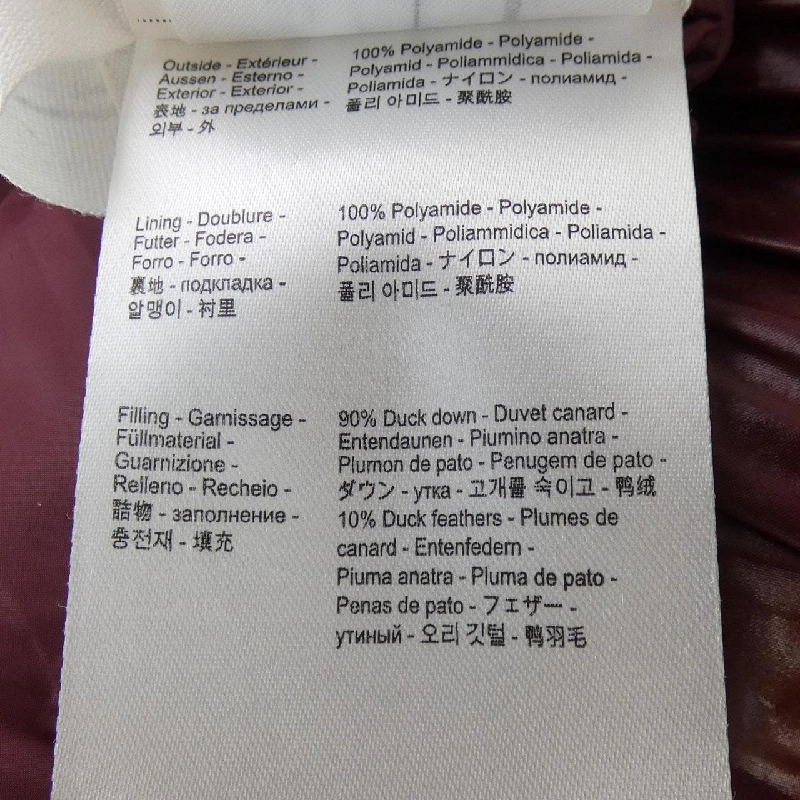 Outside - Extérieur -
Aussen - Esterno -
Exterior - Exterior -
表地 - за пределами -
외부 - 外
100% Polyamide - Polyamide -
Polyamid - Poliammidica - Poliamida -
Poliamida - ナイロン - полиамид -
폴리 아미드 - 聚酰胺
Lining - Doublure -
Futter - Fodera -
Forro - Forro -
裏地 - подкладка -
알맹이 - 衬里
100% Polyamide - Polyamide -
Polyamid - Poliammidica - Poliamida -
Poliamida - ナイロン - полиамид -
폴리 아미드 - 聚酰胺
Filling - Garnissage -
Füllmaterial -
Guarnizione -
Relleno - Recheio -
詰物 - заполнение -
충전재 - 填充
90% Duck down - Duvet canard -
Entendaunen - Piumino anatra -
Plumon de pato - Penugem de pato -
ダウン - утка - 고개를 숙이고 - 鸭绒
10% Duck feathers - Plumes de
canard - Entenfedern -
Piuma anatra - Pluma de pato -
Penas de pato - フェザー -
утиный - 오리 깃털 - 鸭羽毛